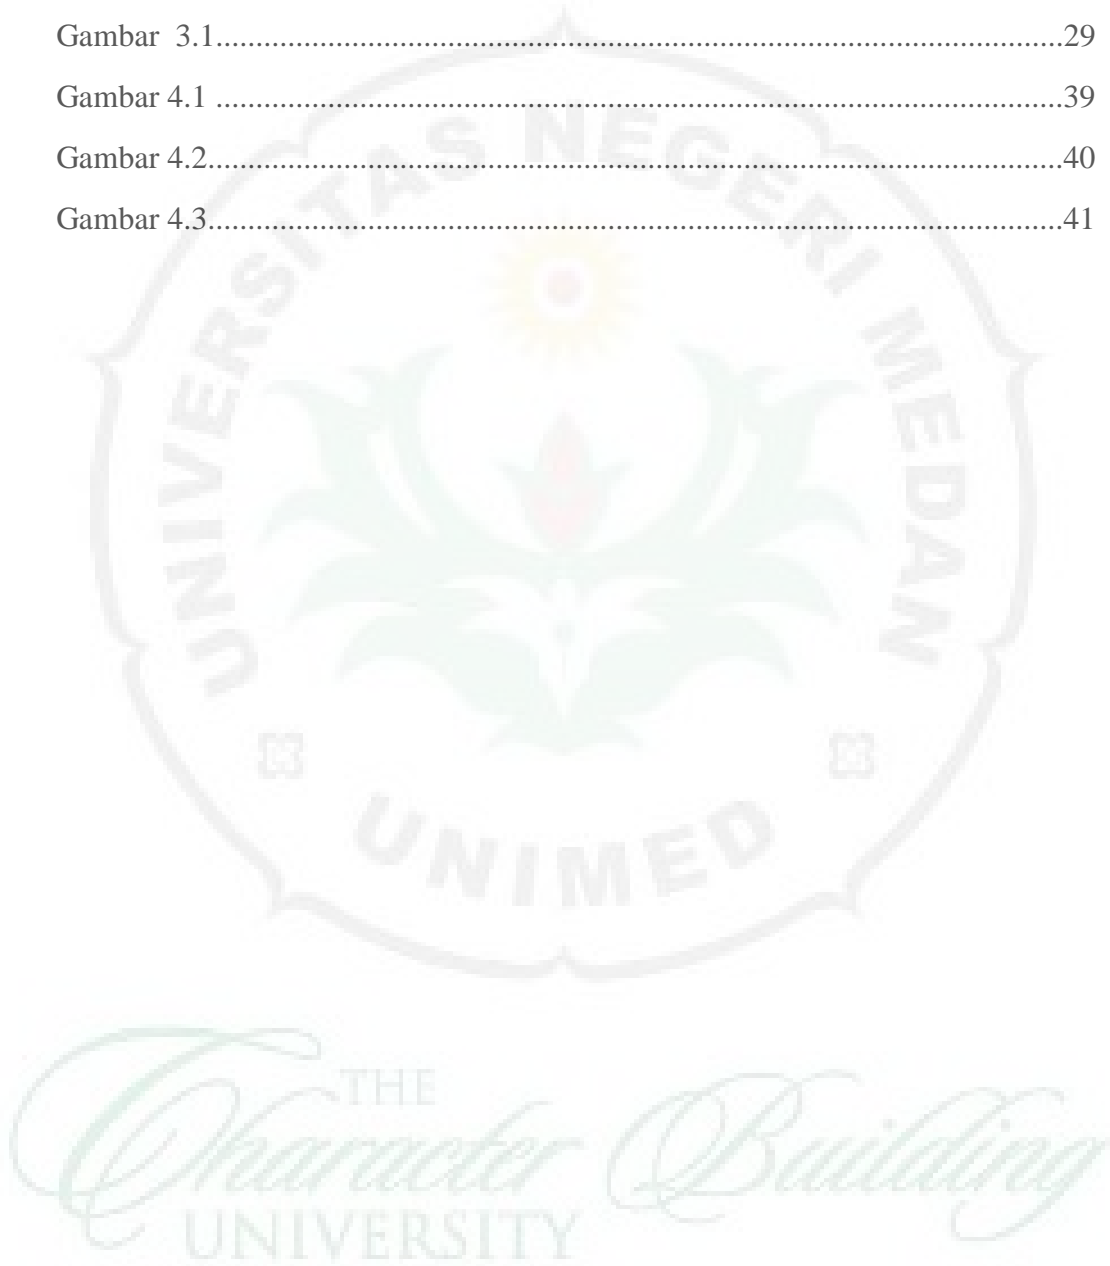 Gambar  3.1..........................................................................................................29
Gambar 4.1 ..........................................................................................................39
Gambar 4.2...........................................................................................................40
Gambar 4.3...........................................................................................................41
UNIVERSITAS NEGERI MEDAN
UNIMED
THE
Character Building
UNIVERSITY